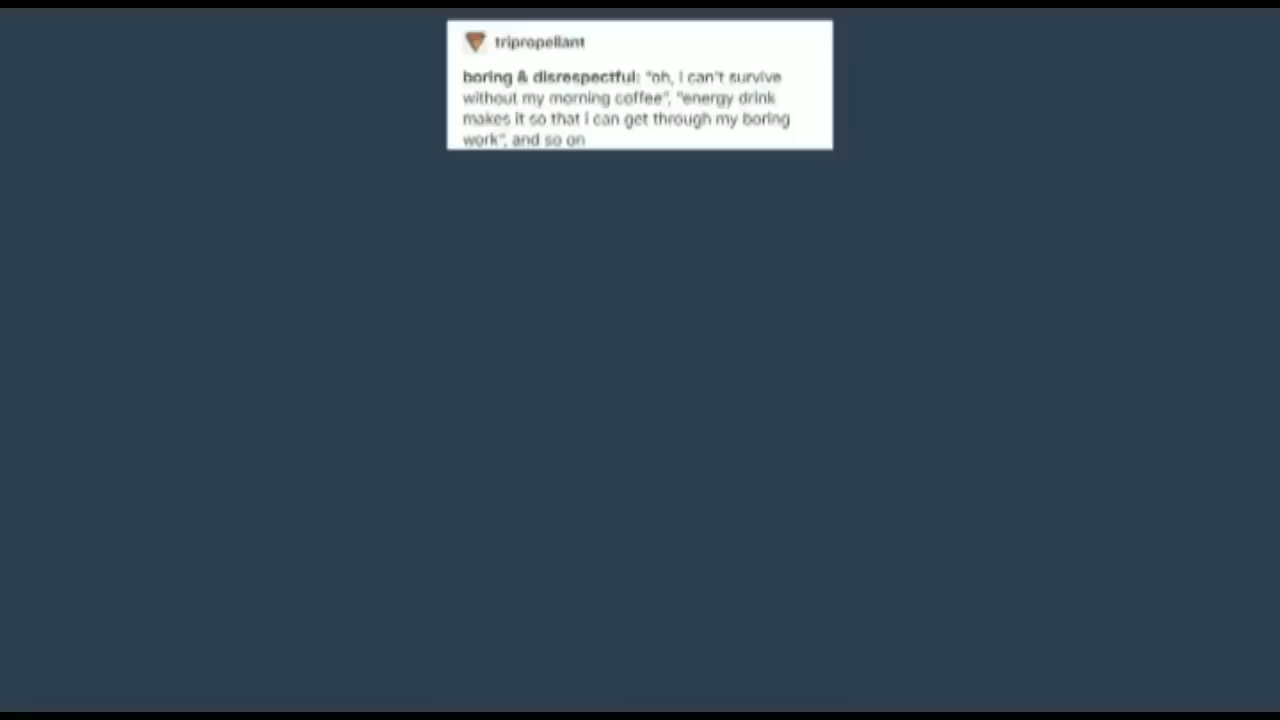 tripropellant
boring & disrespectful: "oh, i can't survive
without my morning coffee", "energy drink
makes it so that i can get through my boring
work", and so on